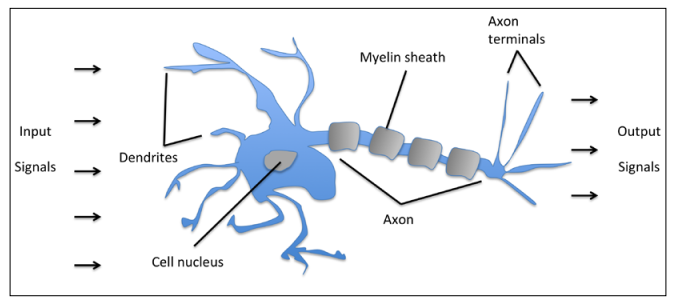 Axon
terminals
Myelin sheath
Input
Signals
Dendrites
Output
Signals
Axon
Cell nucleus